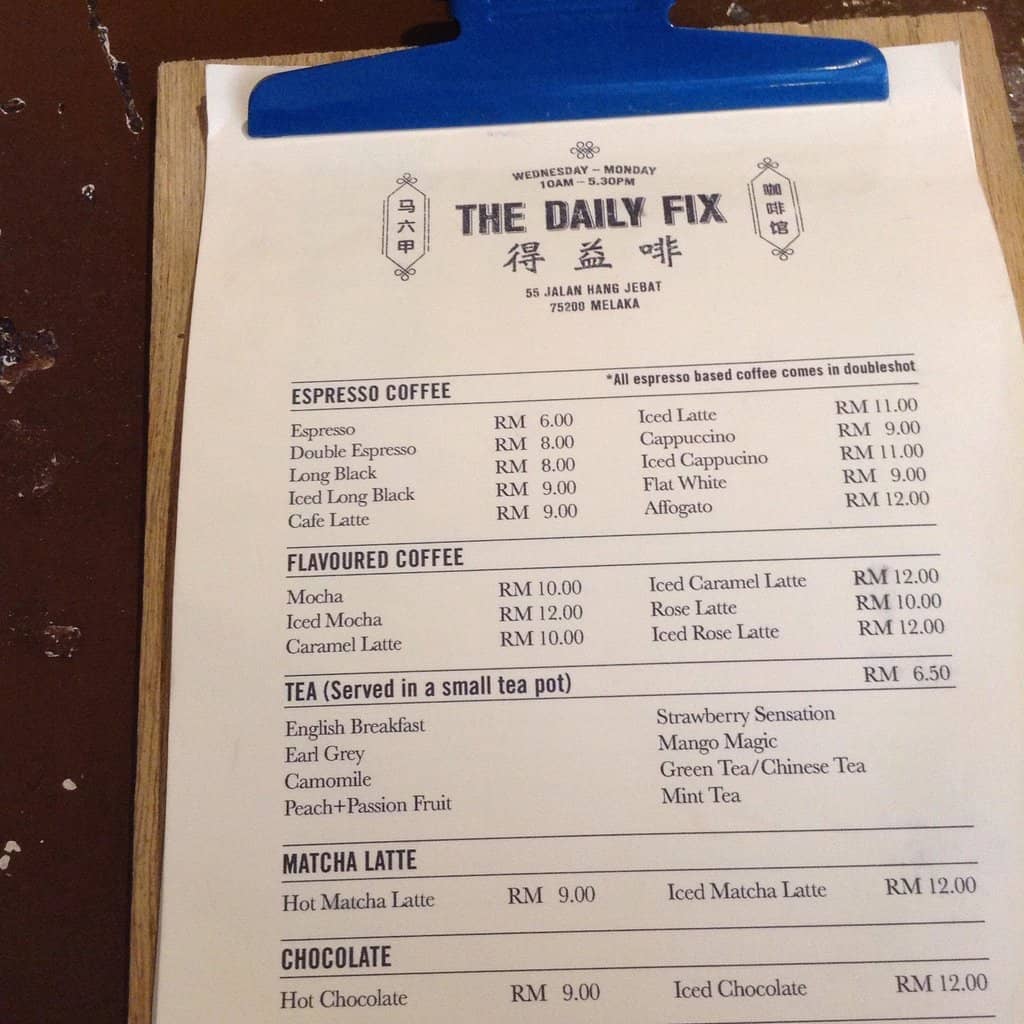 WEDNESDAY – MONDAY
10AM – 5.30PM
马六甲
THE DAILY FIX
咖啡馆
得益啡
55 JALAN HANG JEBAT
75200 MELAKA
ESPRESSO COFFEE *All espresso based coffee comes in doubleshot
Espresso RM 6.00 Iced Latte RM 11.00
Double Espresso RM 8.00 Cappuccino RM 9.00
Long Black RM 8.00 Iced Cappucino RM 11.00
Iced Long Black RM 9.00 Flat White RM 9.00
Cafe Latte RM 9.00 Affogato RM 12.00
FLAVOURED COFFEE
Mocha RM 10.00 Iced Caramel Latte RM 12.00
Iced Mocha RM 12.00 Rose Latte RM 10.00
Caramel Latte RM 10.00 Iced Rose Latte RM 12.00
TEA (Served in a small tea pot) RM 6.50
English Breakfast Strawberry Sensation
Earl Grey Mango Magic
Camomile Green Tea/Chinese Tea
Peach+Passion Fruit Mint Tea
MATCHA LATTE
Hot Matcha Latte RM 9.00 Iced Matcha Latte RM 12.00
CHOCOLATE
Hot Chocolate RM 9.00 Iced Chocolate RM 12.00